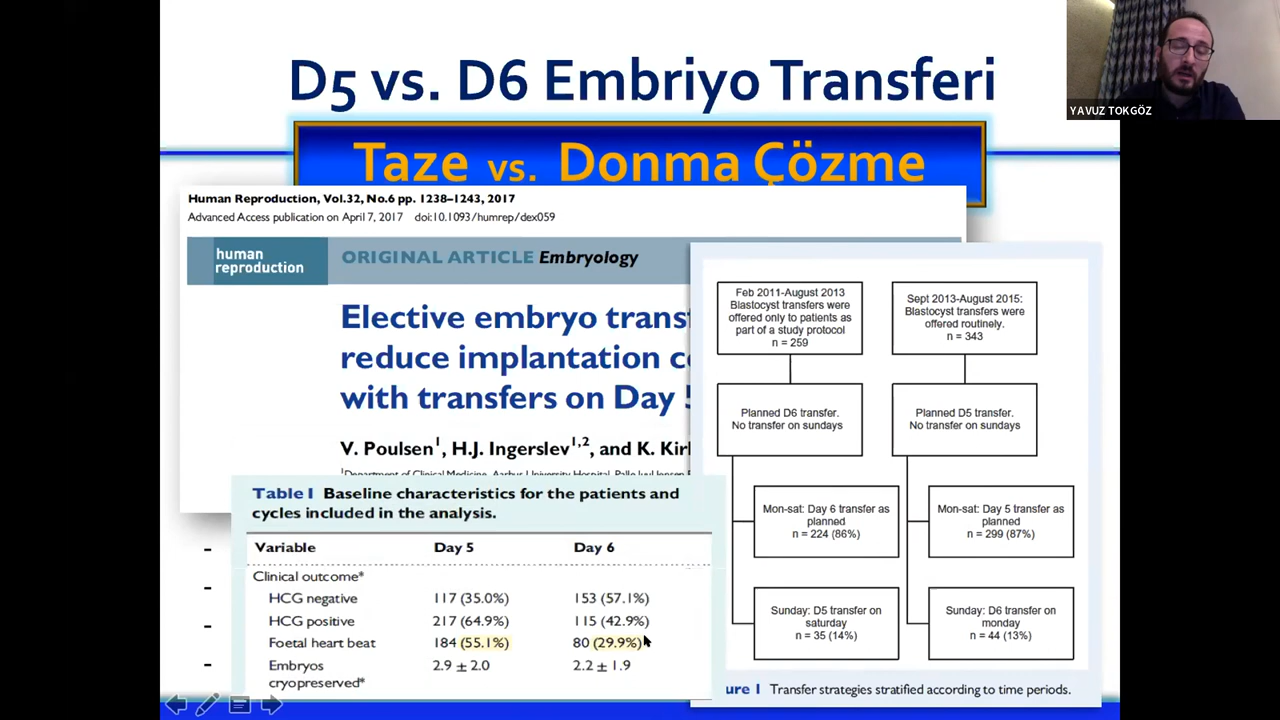 D5 vs. D6 Embriyo Transferi
YAVUZ TOKGÖZ
Taze vs. Donma Çözme
Human Reproduction, Vol.32, No.6 pp. 1238–1243, 2017
Advanced Access publication on April 7, 2017 doi:10.1093/humrep/dex059
human
reproduction
ORIGINAL ARTICLE Embryology
Elective embryo
reduce implantation
with transfers on Day
V. Poulsen1, H.J. Ingerslev1,2, and K.
1Department of Clinical Medicine, Aarhus University Hospital,
Table I Baseline characteristics for the patients and
cycles included in the analysis.
Variable Day 5 Day 6
Clinical outcome*
HCG negative 117 (35.0%) 153 (57.1%)
HCG positive 217 (64.9%) 115 (42.9%)
Foetal heart beat 184 (55.1%) 80 (29.9%)
Embryos 2.9 ± 2.0 2.2 ± 1.9
cryopreserved*
Feb 2011-August 2013
Blastocyst transfers were
offered only to patients as
part of a study protocol
n = 259
Sept 2013-August 2015:
Blastocyst transfers were
offered routinely.
n = 343
Planned D6 transfer.
No transfer on sundays
Planned D5 transfer.
No transfer on sundays
Mon-sat: Day 6 transfer as
planned
n = 224 (86%)
Mon-sat: Day 5 transfer as
planned
n = 299 (87%)
Sunday: D5 transfer on
saturday
n = 35 (14%)
Sunday: D6 transfer on
monday
n = 44 (13%)
ure 1 Transfer strategies stratified according to time periods.